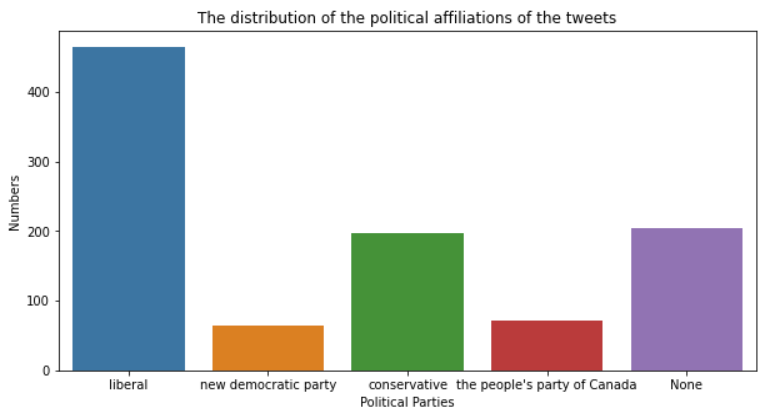 The distribution of the political affiliations of the tweets
Numbers
400
300
200
100
0
liberal new democratic party conservative the people's party of Canada None
Political Parties